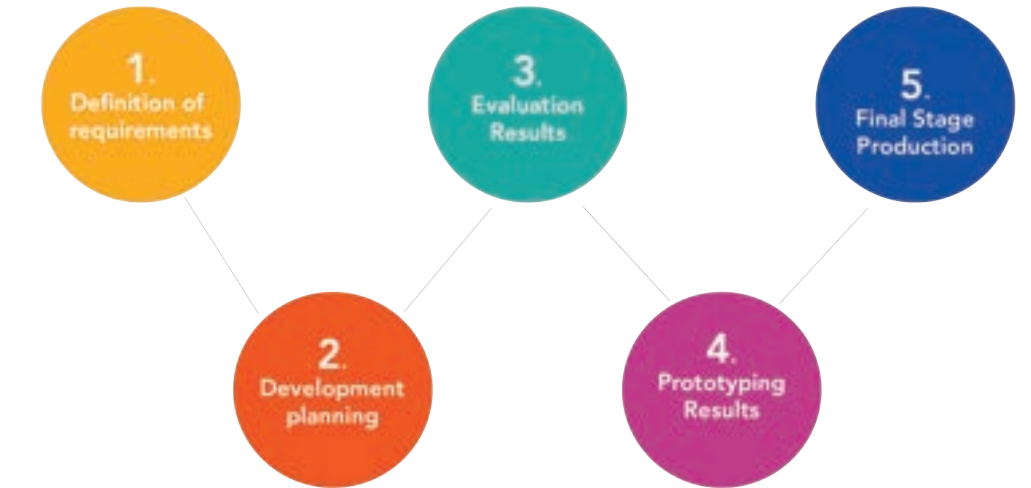 1.
Definition of
requirements
2.
Development
planning
3.
Evaluation
Results
4.
Prototyping
Results
5.
Final Stage
Production